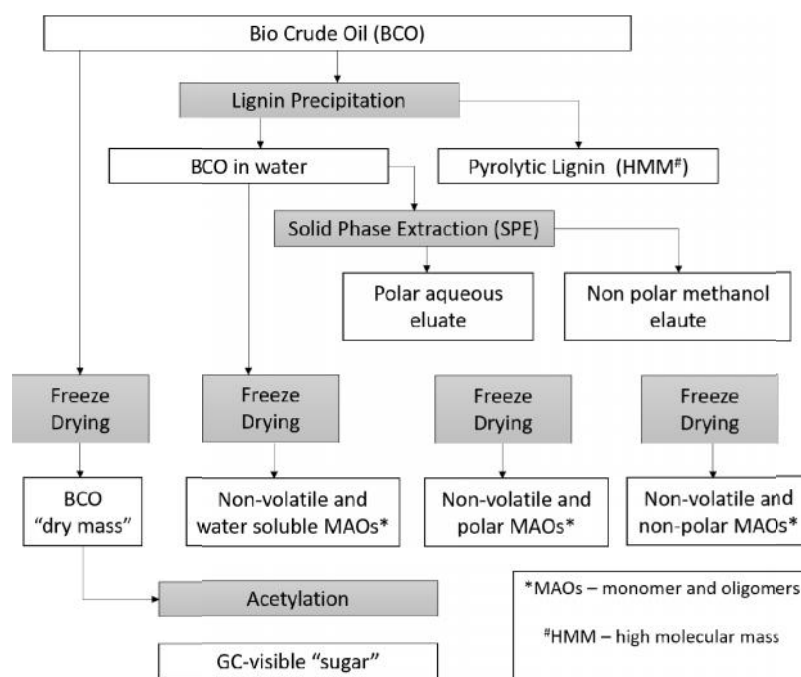 Bio Crude Oil (BCO)
Lignin Precipitation
BCO in water
Pyrolytic Lignin (HMM#)
Solid Phase Extraction (SPE)
Polar aqueous
eluate
Non polar methanol
elaute
Freeze
Drying
Freeze
Drying
Freeze
Drying
Freeze
Drying
BCO
“dry mass”
Non-volatile and
water soluble MAOs*
Non-volatile and
polar MAOs*
Non-volatile and
non-polar MAOs*
Acetylation
GC-visible “sugar”
*MAOs – monomer and oligomers
#HMM – high molecular mass